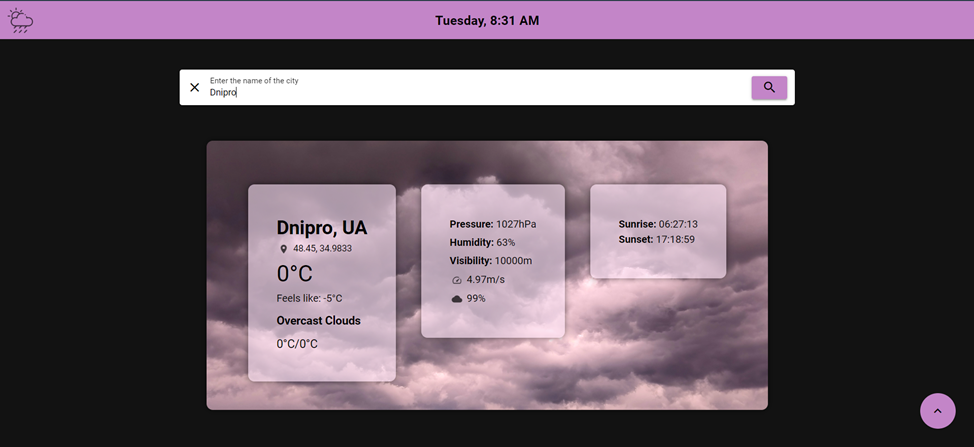 Tuesday, 8:31 AM
Enter the name of the city
Dnipro
Dnipro, UA
48.45, 34.9833
0°C
Feels like: -5°C
Overcast Clouds
0°C/0°C
Pressure: 1027hPa
Humidity: 63%
Visibility: 10000m
4.97m/s
99%
Sunrise: 06:27:13
Sunset: 17:18:59